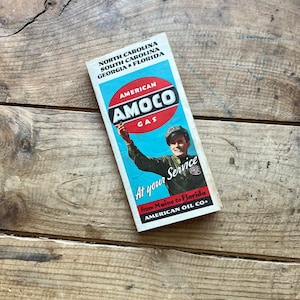 NORTH CAROLINA
SOUTH CAROLINA
GEORGIA ★ FLORIDA
AMERICAN
AMOCO
GAS
At your Service
from Maine to Florida
AMERICAN OIL CO.